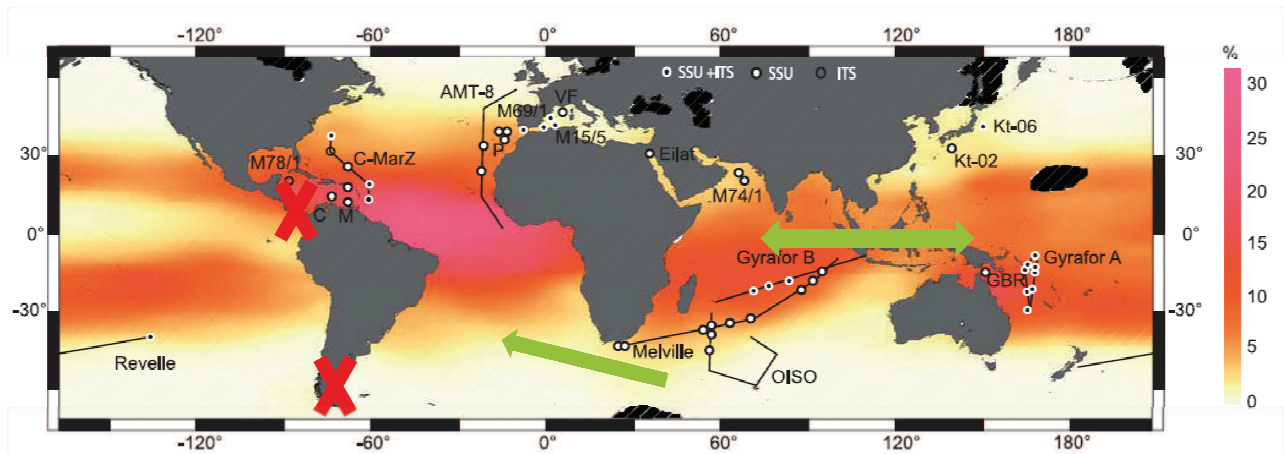 -120° -60° 0° 60° 120° 180°
%
SSU +ITS SSU ITS
AMT-8
VF
M69/1
M15/5
Kt-06
Kt-02
P
Eilat
M78/1
C-MarZ
M74/1
C M
Gyrafor B
Gyrafor A
GBR
Revelle
Melville
OISO
30° 0° -30°
30° 0° -30°
30
25
20
15
10
5
0
-120° -60° 0° 60° 120° 180°